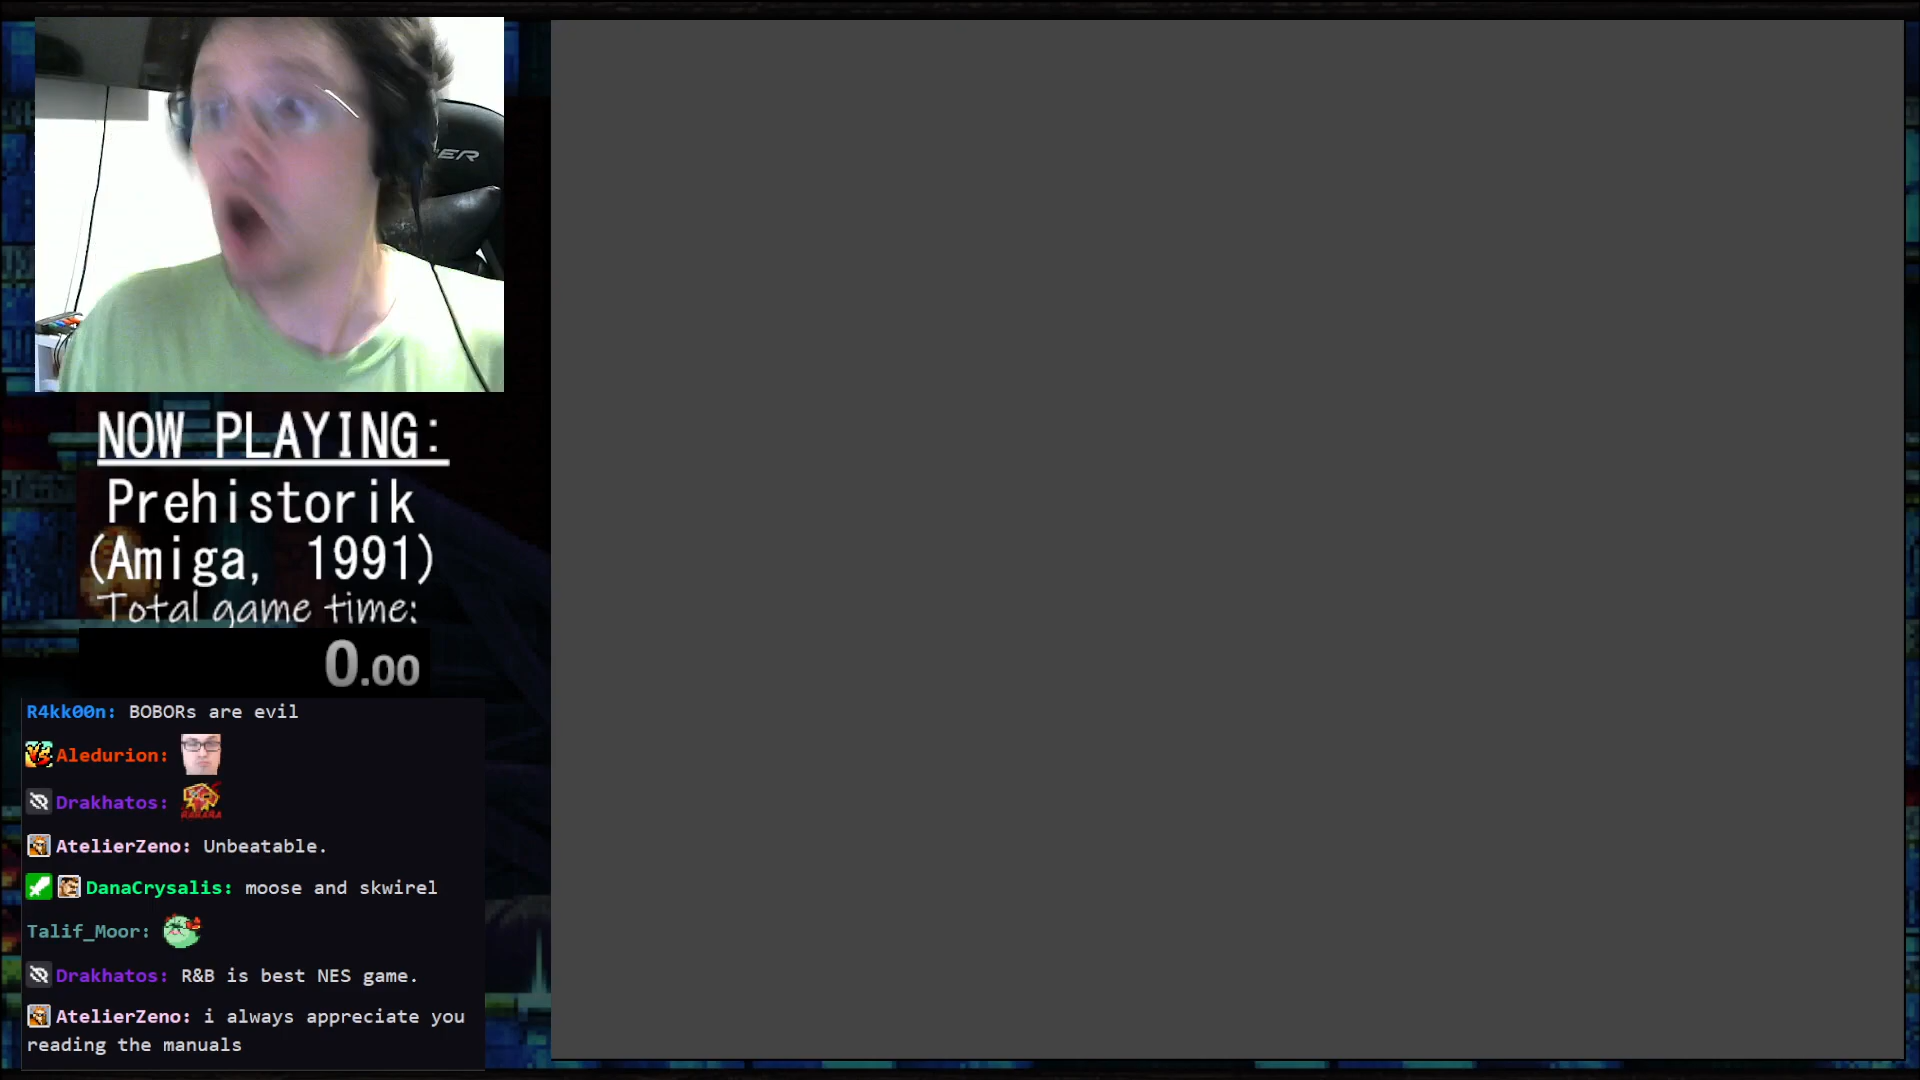 ER
NOW PLAYING:
Prehistorik
(Amiga, 1991)
Total game time:
0.00
R4kk00n: BOBORs are evil
Aledurion:
Drakhatos:
AtelierZeno: Unbeatable.
DanaCrysalis: moose and skwirel
Talif_Moor:
Drakhatos: R&B is best NES game.
AtelierZeno: i always appreciate you
reading the manuals